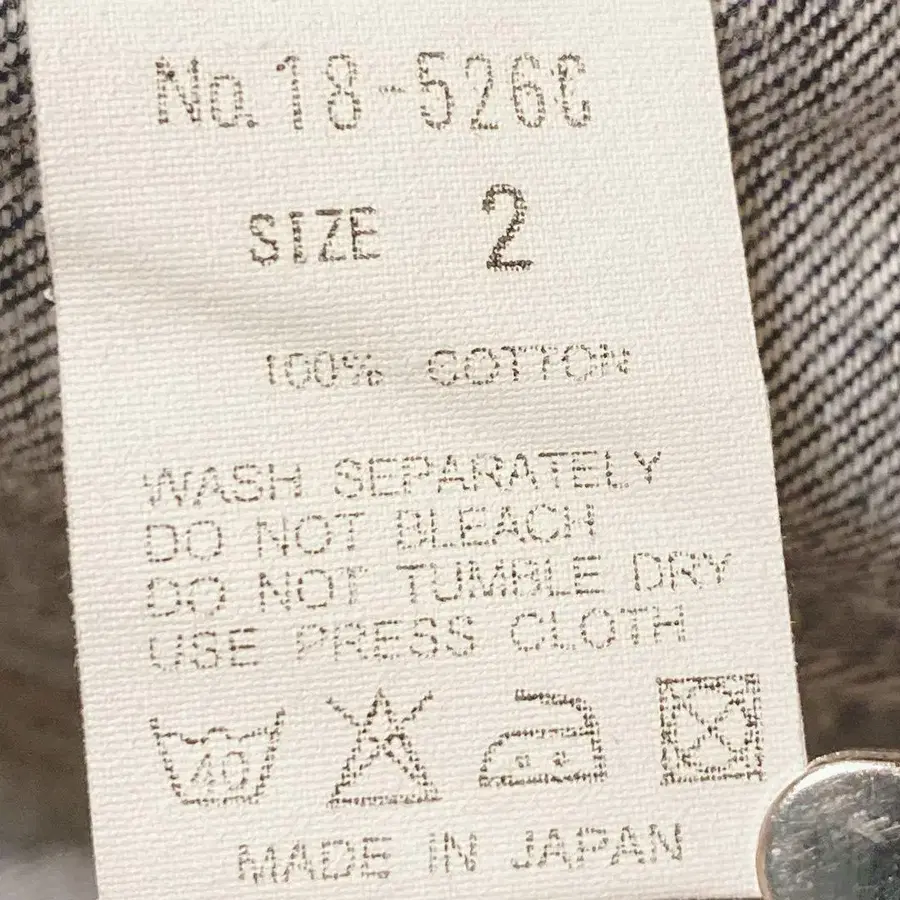 No.18-526C
SIZE 2
100% COTTON
WASH SEPARATELY
DO NOT BLEACH
DO NOT TUMBLE DRY
USE PRESS CLOTH
40
MADE IN JAPAN